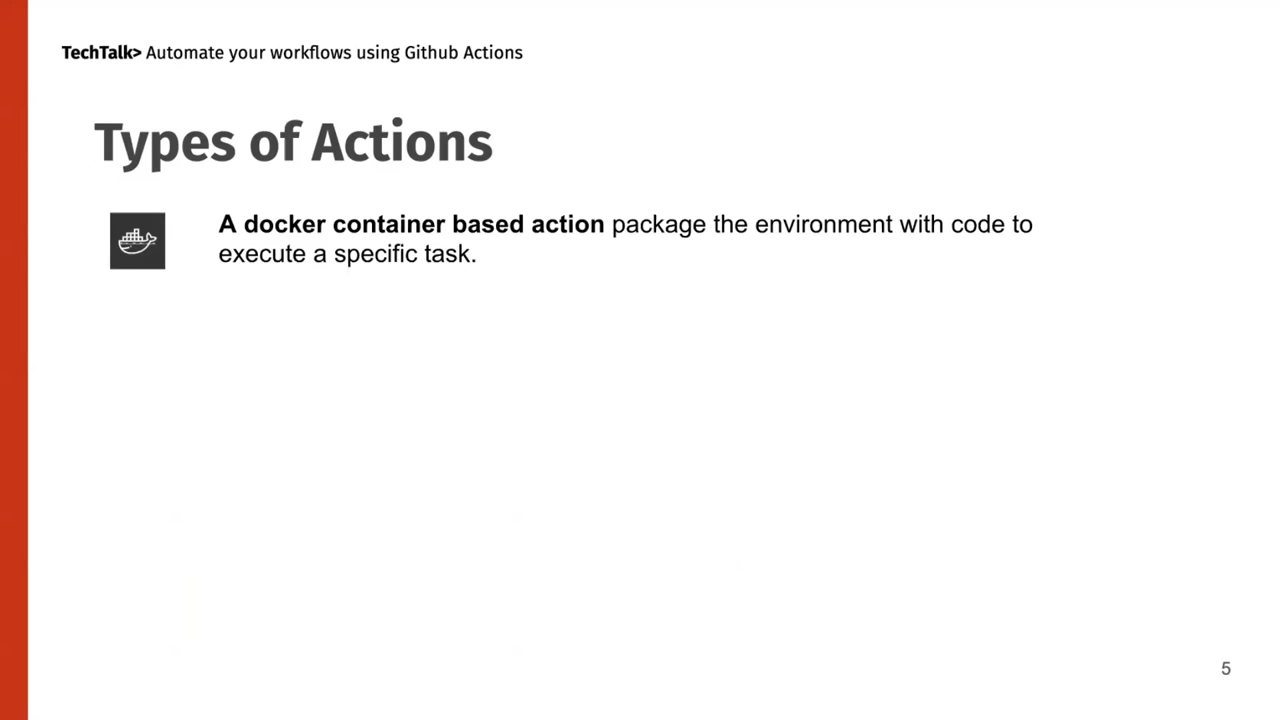 TechTalk> Automate your workflows using Github Actions
Types of Actions
A docker container based action package the environment with code to
execute a specific task.
5